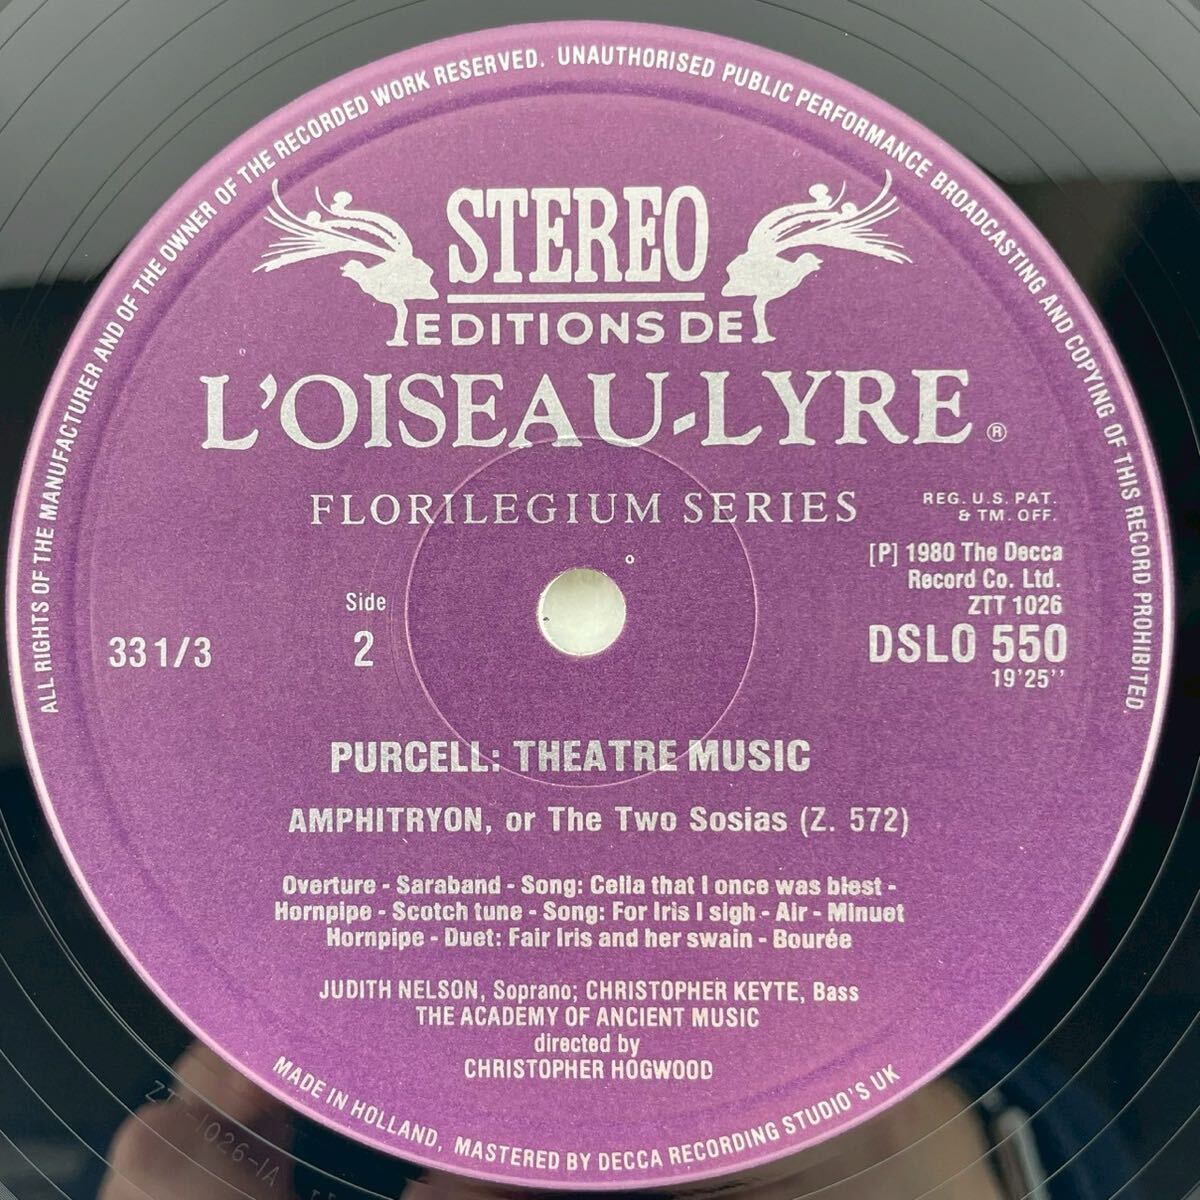 ALL RIGHTS OF THE MANUFACTURER AND OF THE OWNER OF THE RECORDED WORK RESERVED. UNAUTHORISED PUBLIC PERFORMANCE BROADCASTING AND COPYING OF THIS RECORD PROHIBITED.
STEREO
EDITIONS DE
L'OISEAU-LYRE ®
FLORILEGIUM SERIES
REG. U.S. PAT.
& TM. OFF.
[P] 1980 The Decca
Record Co. Ltd.
ZTT 1026
DSLO 550
19'25''
Side
2
33 1/3
PURCELL: THEATRE MUSIC
AMPHITRYON, or The Two Sosias (Z. 572)
Overture - Saraband - Song: Celia that I once was blest -
Hornpipe - Scotch tune - Song: For Iris I sigh - Air - Minuet
Hornpipe - Duet: Fair Iris and her swain - Bourée
JUDITH NELSON, Soprano; CHRISTOPHER KEYTE, Bass
THE ACADEMY OF ANCIENT MUSIC
directed by
CHRISTOPHER HOGWOOD
MADE IN HOLLAND, MASTERED BY DECCA RECORDING STUDIO'S UK